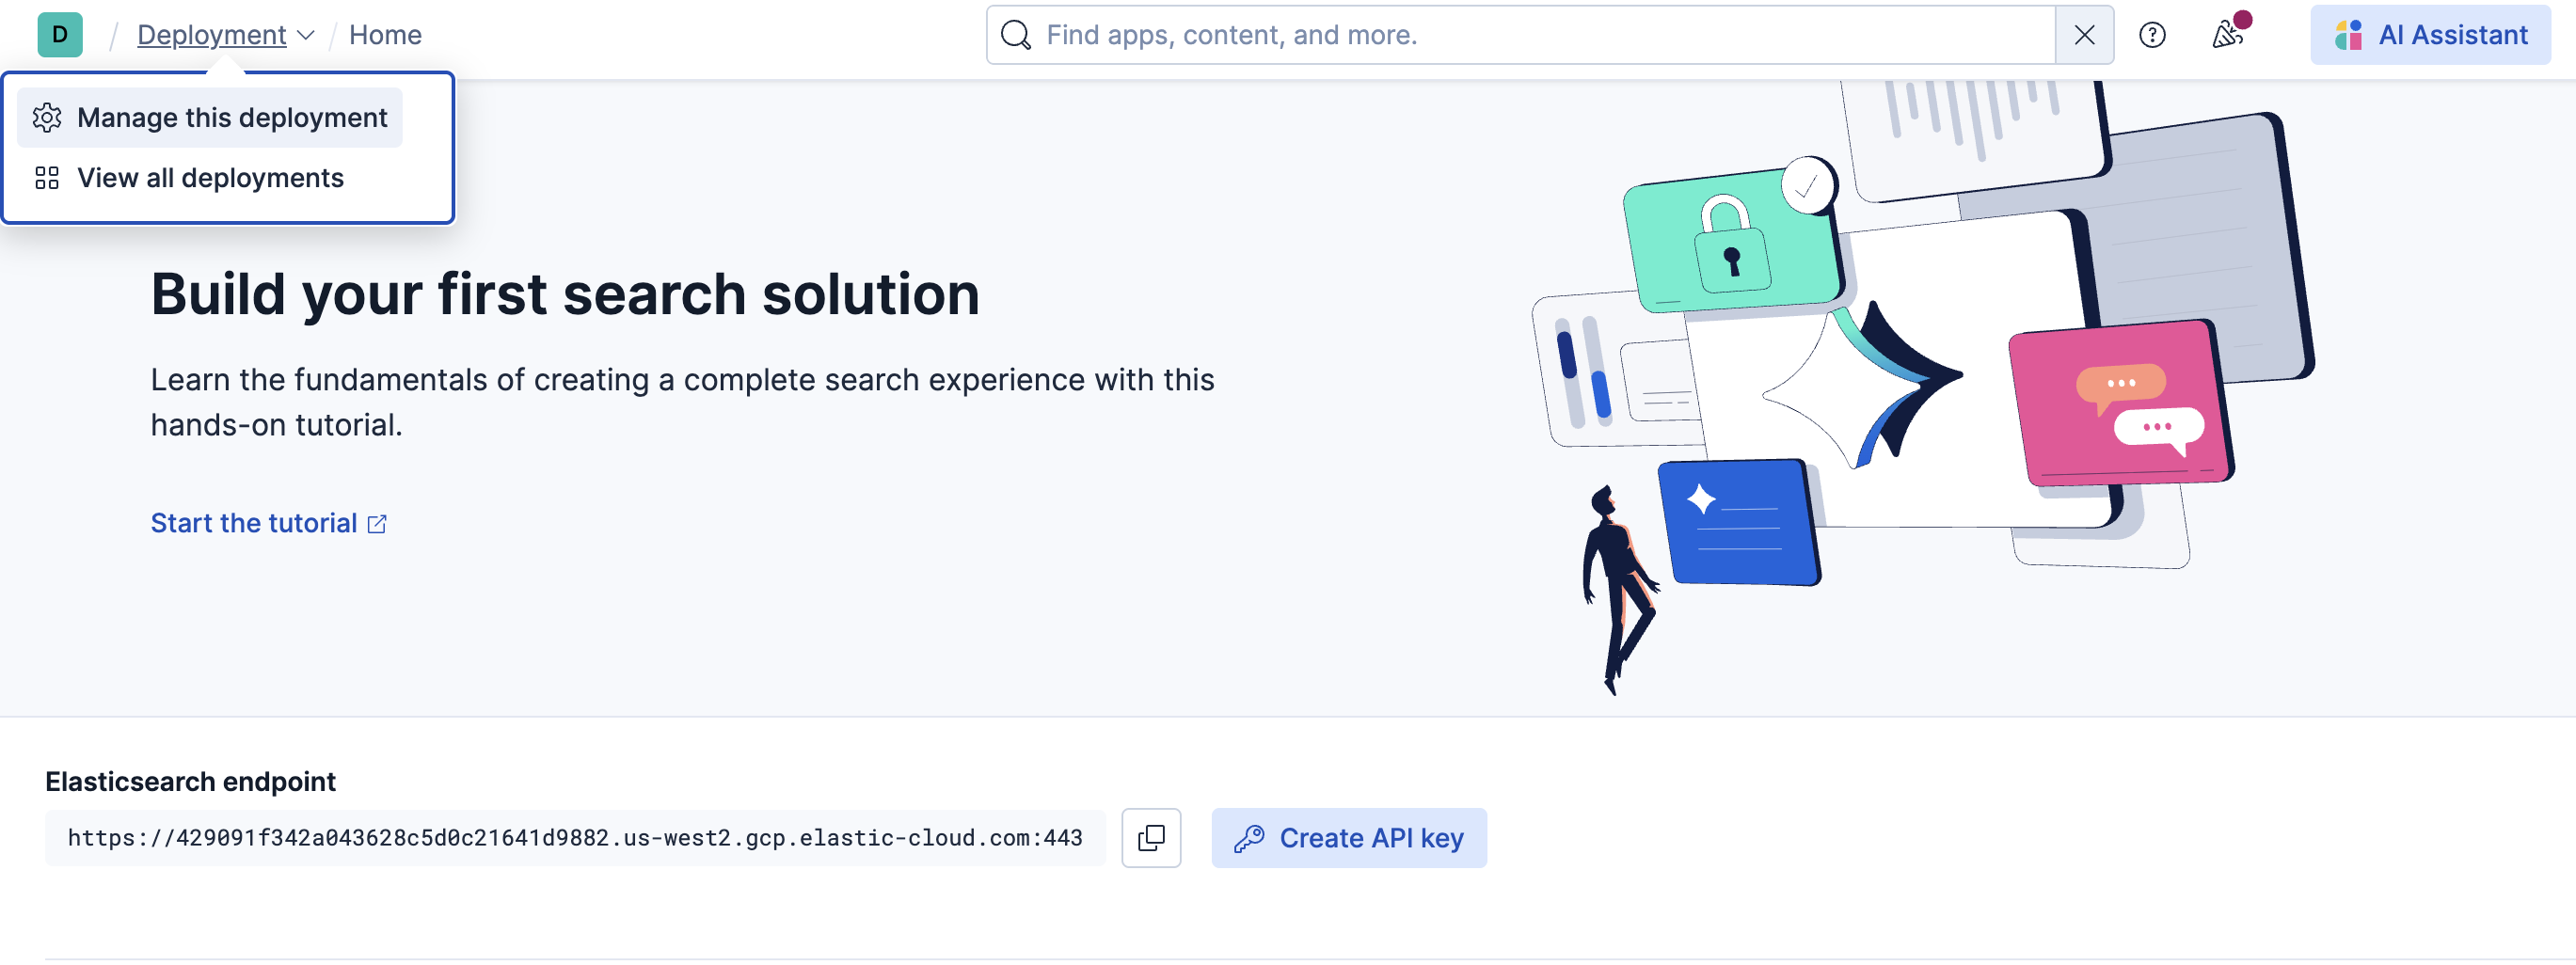 D / Deployment / Home
Find apps, content, and more.
AI Assistant
Manage this deployment
View all deployments
Build your first search solution
Learn the fundamentals of creating a complete search experience with this
hands-on tutorial.
Start the tutorial
Elasticsearch endpoint
https://429091f342a043628c5d0c21641d9882.us-west2.gcp.elastic-cloud.com:443
Create API key